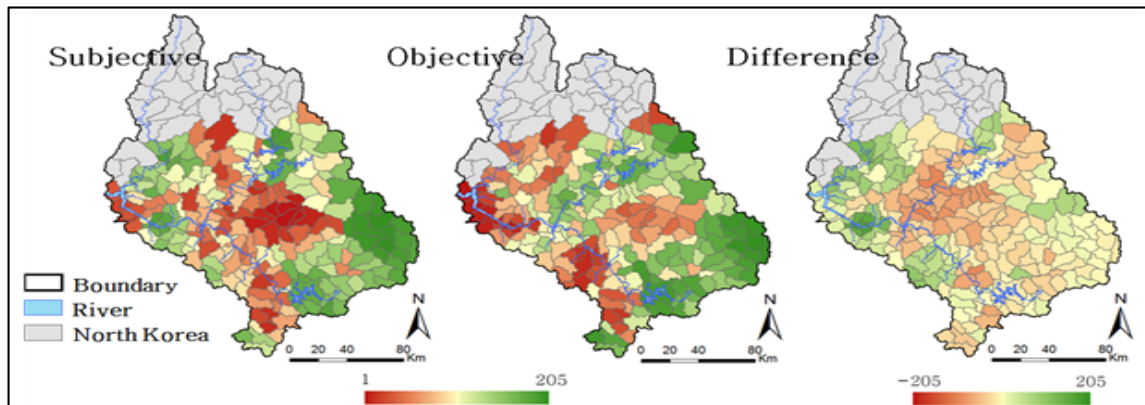 Subjective
Objective
Difference
Boundary
River
North Korea
N
0 20 40 80
Km
N
0 20 40 80
Km
N
0 20 40 80
Km
1 205
-205 205